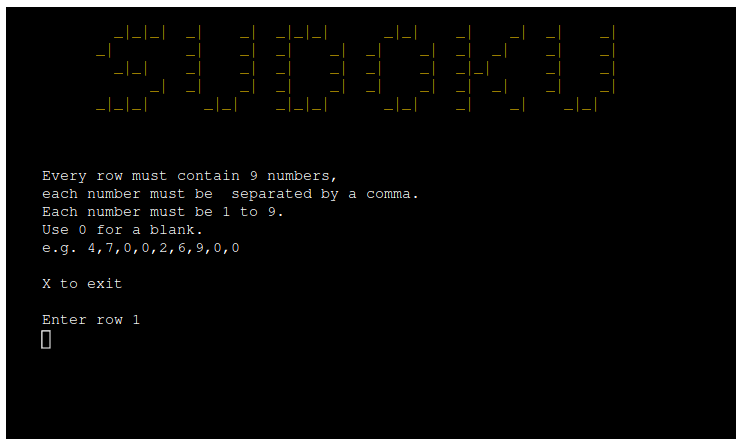 SUDOKU
Every row must contain 9 numbers,
each number must be  separated by a comma.
Each number must be 1 to 9.
Use 0 for a blank.
e.g. 4,7,0,0,2,6,9,0,0
X to exit
Enter row 1